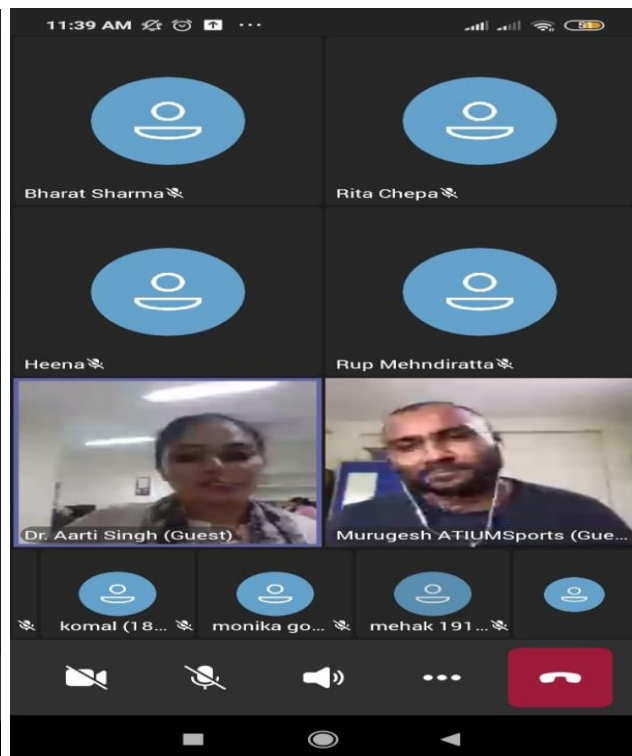 11:39 AM
51
Bharat Sharma
Rita Chepa
Heena
Rup Mehndiratta
Dr. Aarti Singh (Guest)
Murugesh ATIUMSports (Gue...
komal (18...
monika go...
mehak 191...